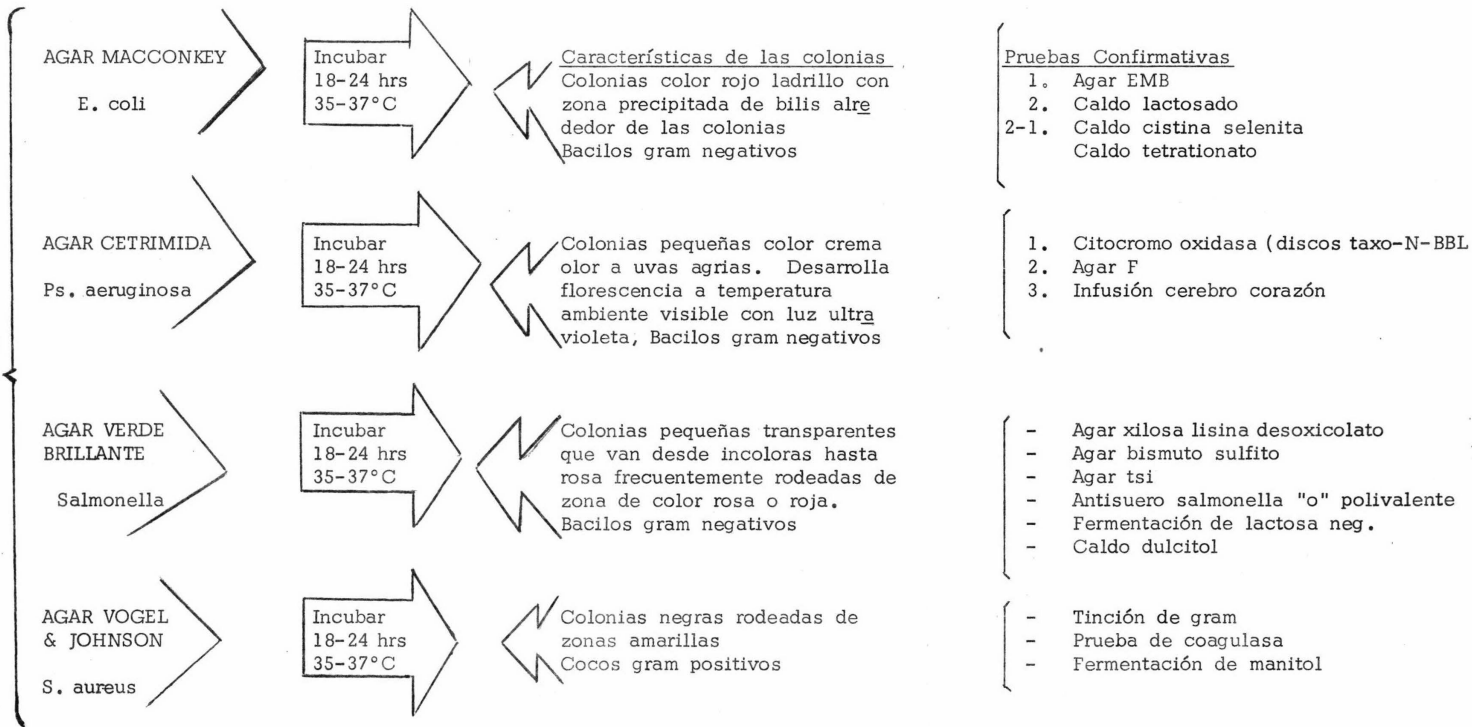 AGAR MACCONKEY
E. coli
Incubar
18-24 hrs
35-37°C
Características de las colonias
Colonias color rojo ladrillo con
zona precipitada de bilis alre
dedor de las colonias
Bacilos gram negativos
Pruebas Confirmativas
1. Agar EMB
2. Caldo lactosado
2-1. Caldo cistina selenita
Caldo tetrationato
AGAR CETRIMIDA
Ps. aeruginosa
Incubar
18-24 hrs
35-37°C
Colonias pequeñas color crema
olor a uvas agrias. Desarrolla
florescencia a temperatura
ambiente visible con luz ultra
violeta, Bacilos gram negativos
1. Citocromo oxidasa (discos taxo-N-BBL
2. Agar F
3. Infusión cerebro corazón
AGAR VERDE
BRILLANTE
Salmonella
Incubar
18-24 hrs
35-37°C
Colonias pequeñas transparentes
que van desde incoloras hasta
rosa frecuentemente rodeadas de
zona de color rosa o roja.
Bacilos gram negativos
- Agar xilosa lisina desoxicolato
- Agar bismuto sulfito
- Agar tsi
- Antisuero salmonella "o" polivalente
- Fermentación de lactosa neg.
- Caldo dulcitol
AGAR VOGEL
& JOHNSON
S. aureus
Incubar
18-24 hrs
35-37°C
Colonias negras rodeadas de
zonas amarillas
Cocos gram positivos
- Tinción de gram
- Prueba de coagulasa
- Fermentación de manitol